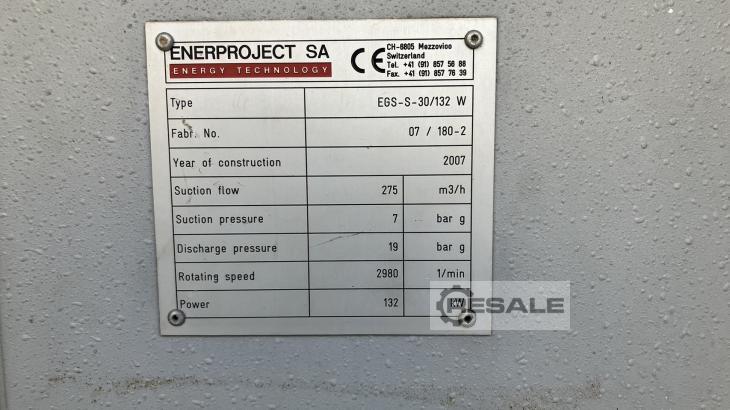 ENERPROJECT SA
ENERGY TECHNOLOGY
CE
CH-6805 Mezzovico
Switzerland
Tel. +41 (91) 857 56 88
Fax. +41 (91) 857 76 39
Type EGS-S-30/132 W
Fabr. No. 07 / 180-2
Year of construction 2007
Suction flow 275 m3/h
Suction pressure 7 bar g
Discharge pressure 19 bar g
Rotating speed 2980 1/min
Power 132 kW
RESALE